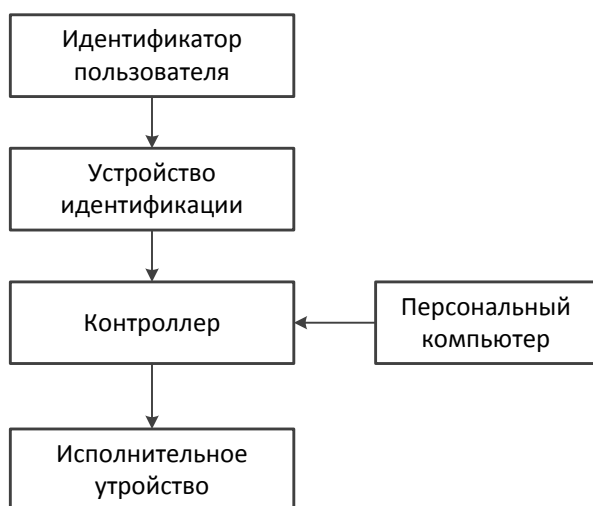 Идентификатор
пользователя
Устройство
идентификации
Контроллер
Персональный
компьютер
Исполнительное
утройство